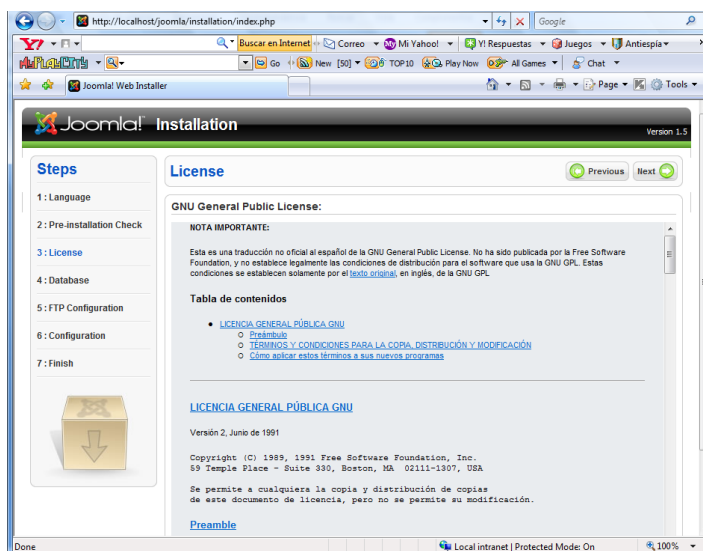 http://localhost/joomla/installation/index.php
Google
Y7
Buscar en Internet
Correo
Mi Yahoo!
Y! Respuestas
Juegos
Antiespía
MyPlayCity
Go
New [50]
TOP10
Play Now
All Games
Chat
Joomla! Web Installer
Page
Tools
Joomla! Installation
Version 1.5
Steps
License
Previous
Next
1 : Language
2 : Pre-installation Check
3 : License
4 : Database
5 : FTP Configuration
6 : Configuration
7 : Finish
GNU General Public License:
NOTA IMPORTANTE:
Esta es una traducción no oficial al español de la GNU General Public License. No ha sido publicada por la Free Software
Foundation, y no establece legalmente las condiciones de distribución para el software que usa la GNU GPL. Estas
condiciones se establecen solamente por el texto original, en inglés, de la GNU GPL
Tabla de contenidos
LICENCIA GENERAL PÚBLICA GNU
Preámbulo
TÉRMINOS Y CONDICIONES PARA LA COPIA, DISTRIBUCIÓN Y MODIFICACIÓN
Cómo aplicar estos términos a sus nuevos programas
LICENCIA GENERAL PÚBLICA GNU
Versión 2, Junio de 1991
Copyright (C) 1989, 1991 Free Software Foundation, Inc.
59 Temple Place - Suite 330, Boston, MA 02111-1307, USA
Se permite a cualquiera la copia y distribución de copias
de este documento de licencia, pero no se permite su modificación.
Preamble
Done
Local intranet | Protected Mode: On
100%